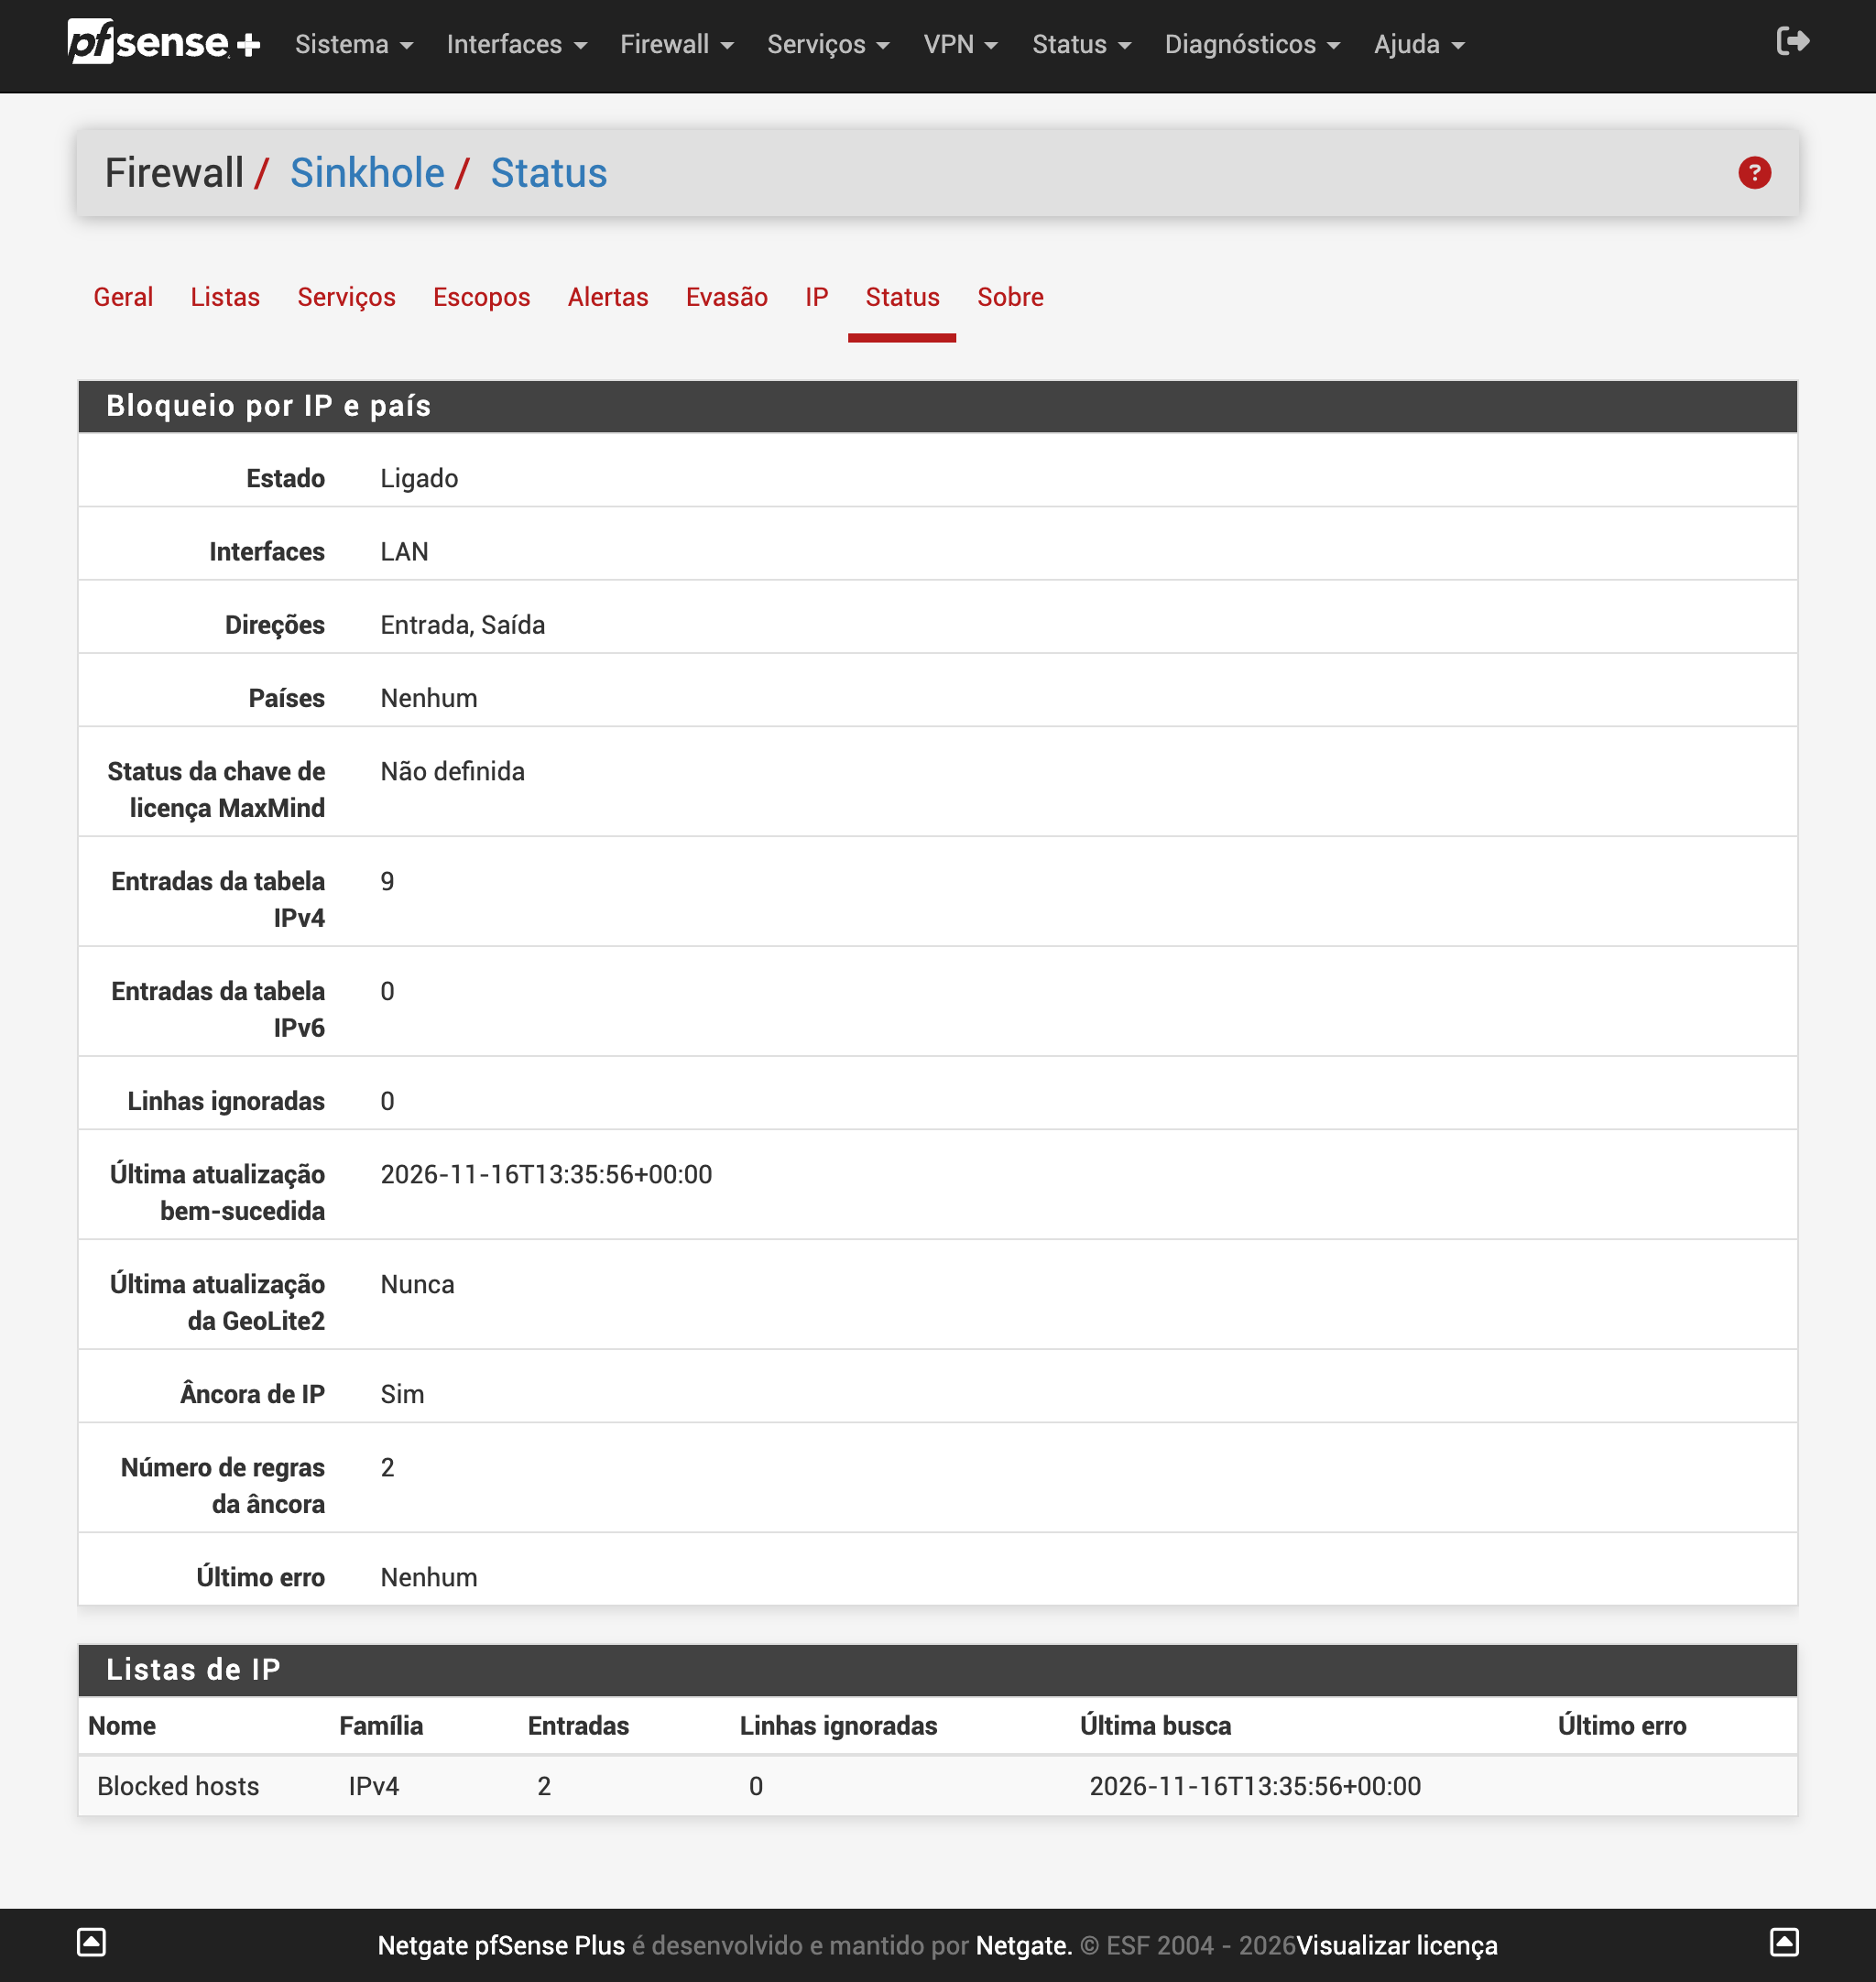 pfsense +
Sistema Interfaces Firewall Serviços VPN Status Diagnósticos Ajuda
Firewall / Sinkhole / Status
?
Geral Listas Serviços Escopos Alertas Evasão IP Status Sobre
Bloqueio por IP e país
Estado Ligado
Interfaces LAN
Direções Entrada, Saída
Países Nenhum
Status da chave de Não definida
licença MaxMind
Entradas da tabela 9
IPv4
Entradas da tabela 0
IPv6
Linhas ignoradas 0
Última atualização 2026-11-16T13:35:56+00:00
bem-sucedida
Última atualização Nunca
da GeoLite2
Âncora de IP Sim
Número de regras 2
da âncora
Último erro Nenhum
Listas de IP
Nome Família Entradas Linhas ignoradas Última busca Último erro
Blocked hosts IPv4 2 0 2026-11-16T13:35:56+00:00
Netgate pfSense Plus é desenvolvido e mantido por Netgate. © ESF 2004 - 2026Visualizar licença